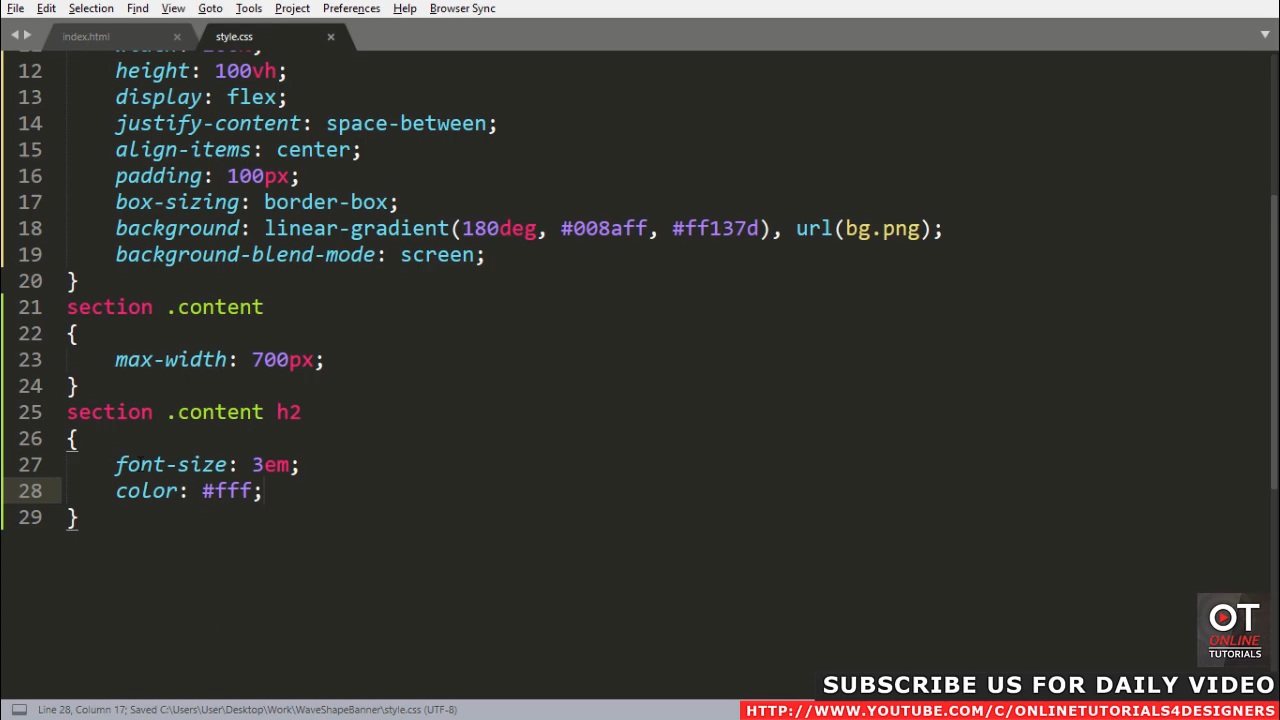 File Edit Selection Find View Goto Tools Project Preferences Help Browser Sync
index.html × style.css ×
12 height: 100vh;
13 display: flex;
14 justify-content: space-between;
15 align-items: center;
16 padding: 100px;
17 box-sizing: border-box;
18 background: linear-gradient(180deg, #008aff, #ff137d), url(bg.png);
19 background-blend-mode: screen;
20 }
21 section .content
22 {
23 max-width: 700px;
24 }
25 section .content h2
26 {
27 font-size: 3em;
28 color: #fff;
29 }
OT
ONLINE
TUTORIALS
SUBSCRIBE US FOR DAILY VIDEO
Line 28, Column 17; Saved C:\Users\User\Desktop\Work\WaveShapeBanner\style.css (UTF-8)
HTTP://WWW.YOUTUBE.COM/C/ONLINETUTORIALS4DESIGNERS